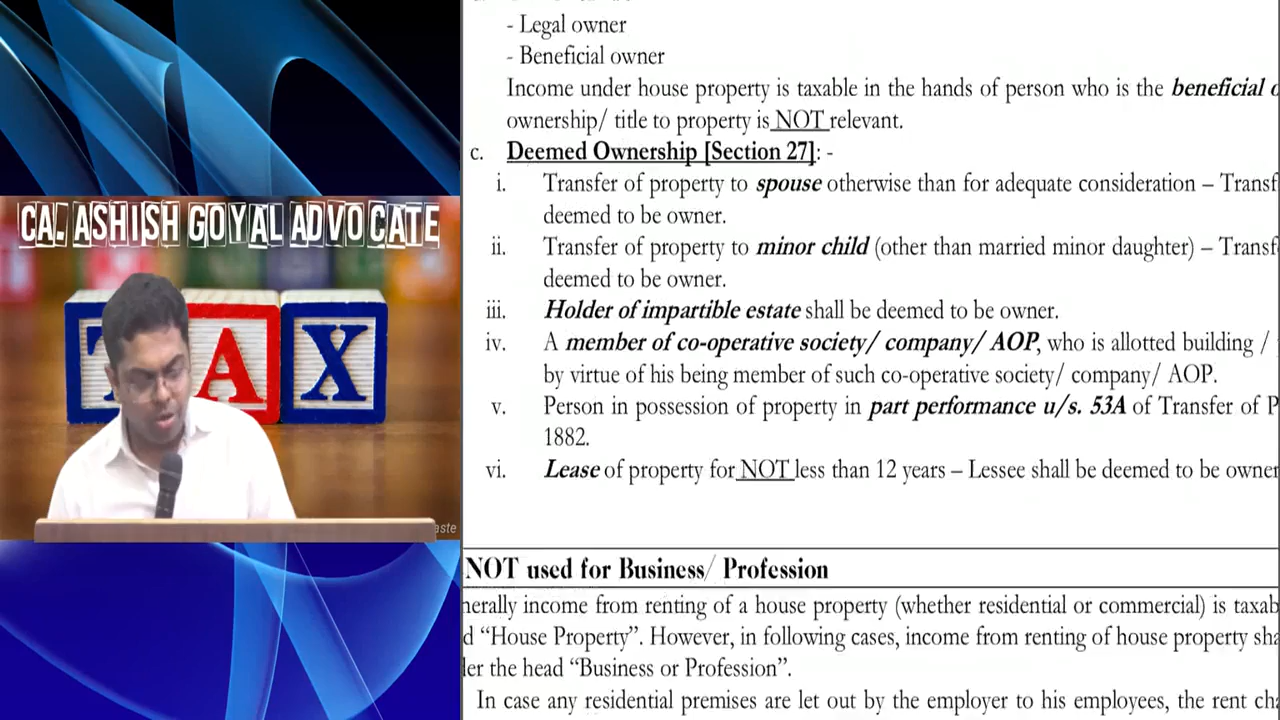 - Legal owner
- Beneficial owner
Income under house property is taxable in the hands of person who is the beneficial
ownership/ title to property is NOT relevant.
c. Deemed Ownership [Section 27]: -
i. Transfer of property to spouse otherwise than for adequate consideration – Transf
deemed to be owner.
ii. Transfer of property to minor child (other than married minor daughter) – Transf
deemed to be owner.
iii. Holder of impartible estate shall be deemed to be owner.
iv. A member of co-operative society/ company/ AOP, who is allotted building /
by virtue of his being member of such co-operative society/ company/ AOP.
v. Person in possession of property in part performance u/s. 53A of Transfer of P
1882.
vi. Lease of property for NOT less than 12 years – Lessee shall be deemed to be owner
NOT used for Business/ Profession
nerally income from renting of a house property (whether residential or commercial) is taxab
d “House Property”. However, in following cases, income from renting of house property sha
er the head “Business or Profession”.
In case any residential premises are let out by the employer to his employees, the rent ch
CA. ASHISH GOYAL ADVOCATE
T A X
aste